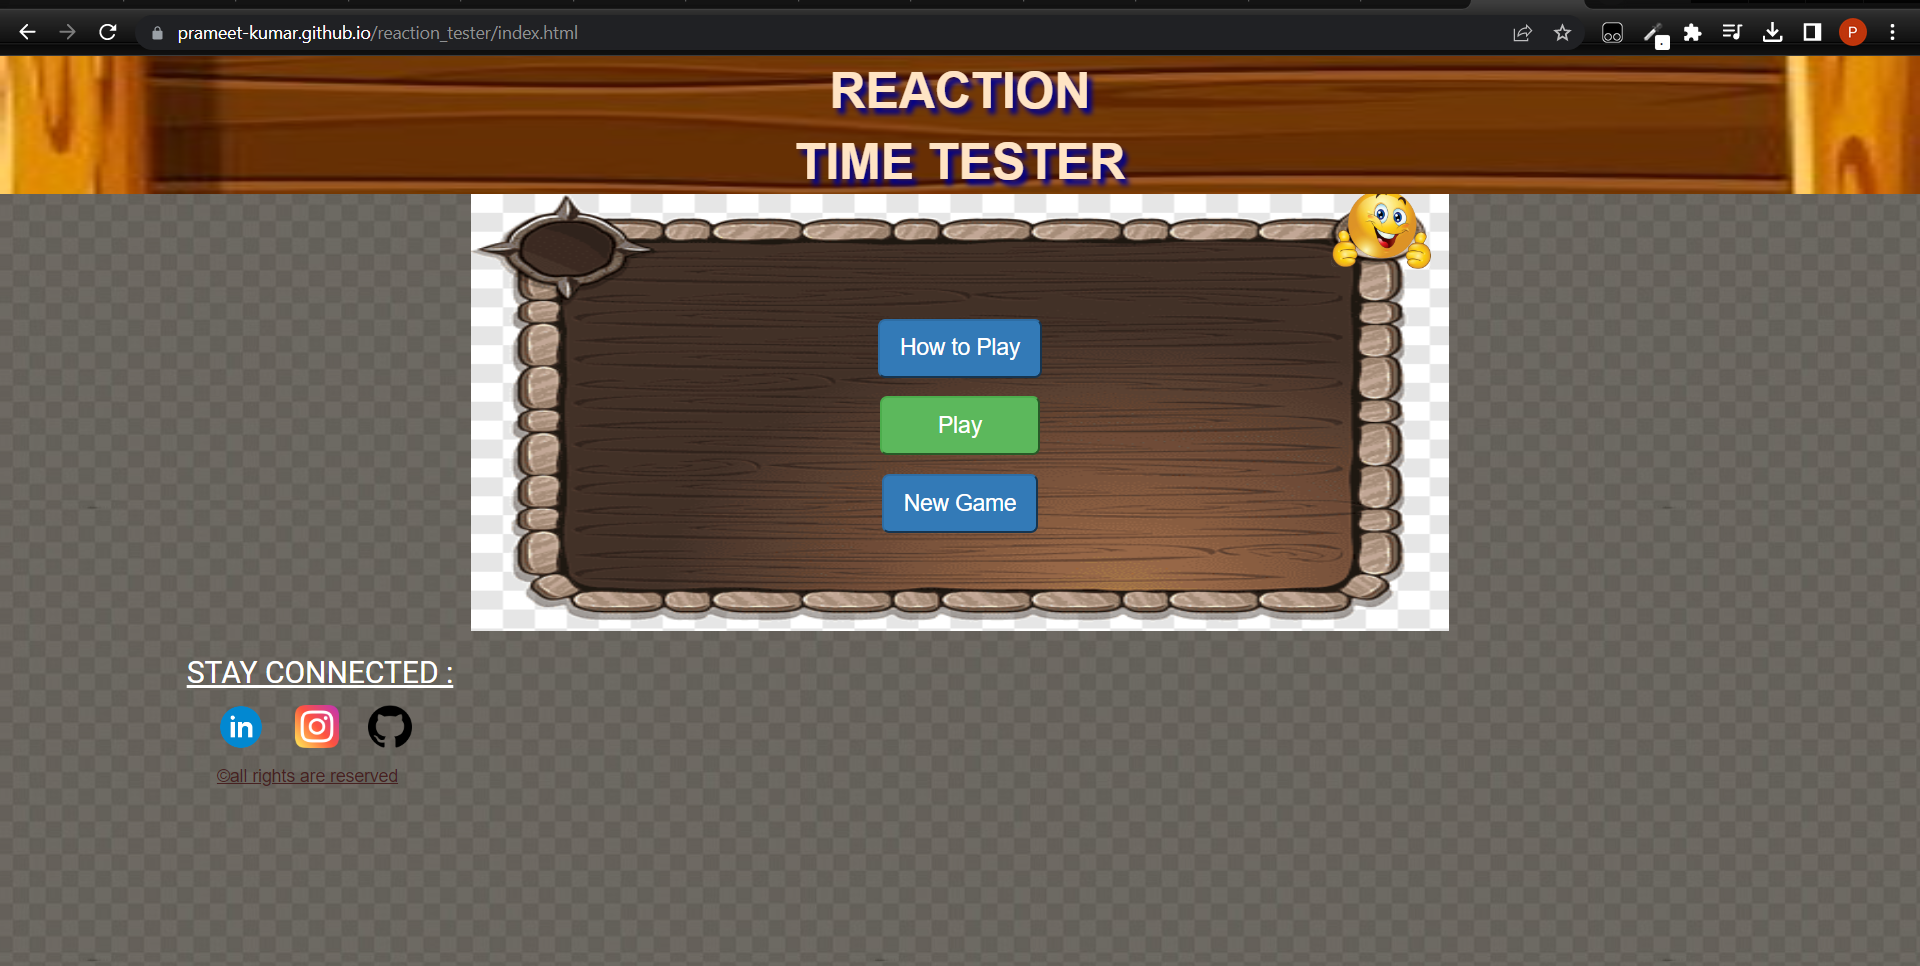 prameet-kumar.github.io/reaction_tester/index.html
P
REACTION
TIME TESTER
How to Play
Play
New Game
STAY CONNECTED :
in
©all rights are reserved